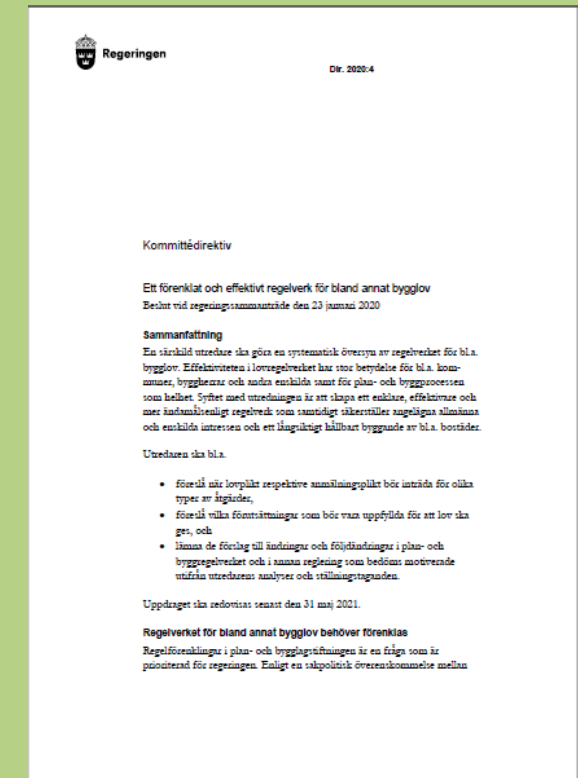 Regeringen
Dir. 2020:4
Kommittédirektiv
Ett förenklat och effektivt regelverk för bland annat bygglov
Beslut vid regeringssammanträde den 23 januari 2020
Sammanfattning
En särskild utredare ska göra en systematisk översyn av regelverket för bl.a.
bygglov. Effektiviteten i lovregelverket har stor betydelse för bl.a. kom-
muner, byggherrar och andra enskilda samt för plan- och byggprocessen
som helhet. Syftet med utredningen är att skapa ett enklare, effektivare och
mer ändamålsenligt regelverk som samtidigt säkerställer angelägna allmänna
och enskilda intressen och ett långsiktigt hållbart byggande av bl.a. bostäder.
Utredaren ska bl.a.
• föreslå när lovplikt respektive anmälningsplikt bör inträda för olika
typer av åtgärder,
• föreslå vilka förutsättningar som bör vara uppfyllda för att lov ska
ges, och
• lämna de förslag till ändringar och följdändringar i plan- och
byggregelverket och i annan reglering som bedöms motiverade
utifrån utredarens analyser och ställningstaganden.
Uppdraget ska redovisas senast den 31 maj 2021.
Regelverket för bland annat bygglov behöver förenklas
Regelförenklingar i plan- och bygglagstiftningen är en fråga som är
prioriterad för regeringen. Enligt en sakpolitisk överenskommelse mellan